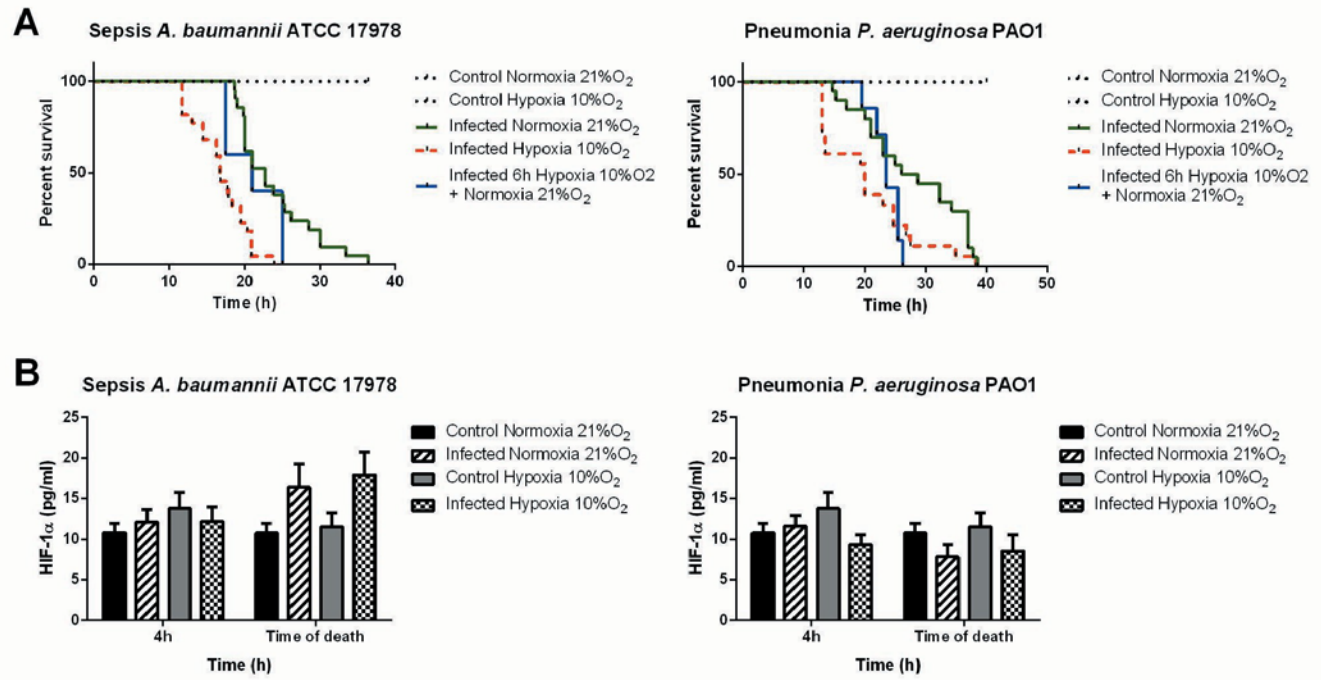 A
Sepsis A. baumannii ATCC 17978
Percent survival
100
50
0
0 10 20 30 40
Time (h)
Control Normoxia 21%O₂
Control Hypoxia 10%O₂
Infected Normoxia 21%O₂
Infected Hypoxia 10%O₂
Infected 6h Hypoxia 10%O2
+ Normoxia 21%O₂
Pneumonia P. aeruginosa PAO1
Percent survival
100
50
0
0 10 20 30 40 50
Time (h)
Control Normoxia 21%O₂
Control Hypoxia 10%O₂
Infected Normoxia 21%O₂
Infected Hypoxia 10%O₂
Infected 6h Hypoxia 10%O2
+ Normoxia 21%O₂
B
Sepsis A. baumannii ATCC 17978
HIF-1α (pg/ml)
25
20
15
10
5
0
4h Time of death
Time (h)
Control Normoxia 21%O₂
Infected Normoxia 21%O₂
Control Hypoxia 10%O₂
Infected Hypoxia 10%O₂
Pneumonia P. aeruginosa PAO1
HIF-1α (pg/ml)
25
20
15
10
5
0
4h Time of death
Time (h)
Control Normoxia 21%O₂
Infected Normoxia 21%O₂
Control Hypoxia 10%O₂
Infected Hypoxia 10%O₂